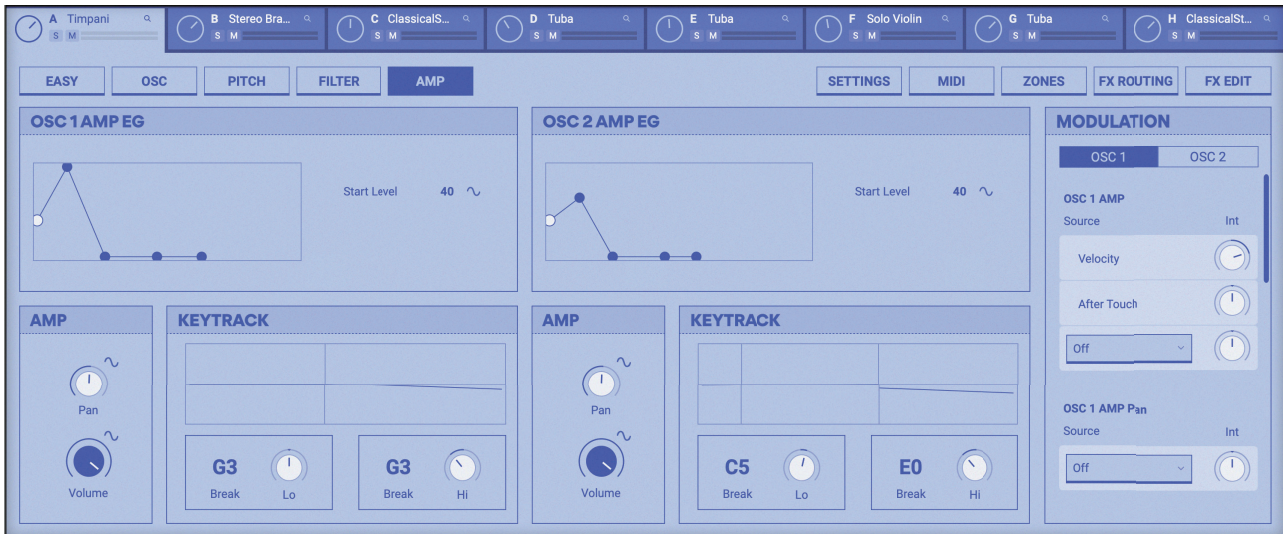 A Timpani
S M
B Stereo Bra...
S M
C ClassicalS...
S M
D Tuba
S M
E Tuba
S M
F Solo Violin
S M
G Tuba
S M
H ClassicalSt...
S M
EASY OSC PITCH FILTER AMP SETTINGS MIDI ZONES FX ROUTING FX EDIT
OSC 1 AMP EG
Start Level 40
OSC 2 AMP EG
Start Level 40
AMP
Pan
Volume
KEYTRACK
G3
Break Lo
G3
Break Hi
AMP
Pan
Volume
KEYTRACK
C5
Break Lo
E0
Break Hi
MODULATION
OSC 1 OSC 2
OSC 1 AMP
Source Int
Velocity
After Touch
Off
OSC 1 AMP Pan
Source Int
Off